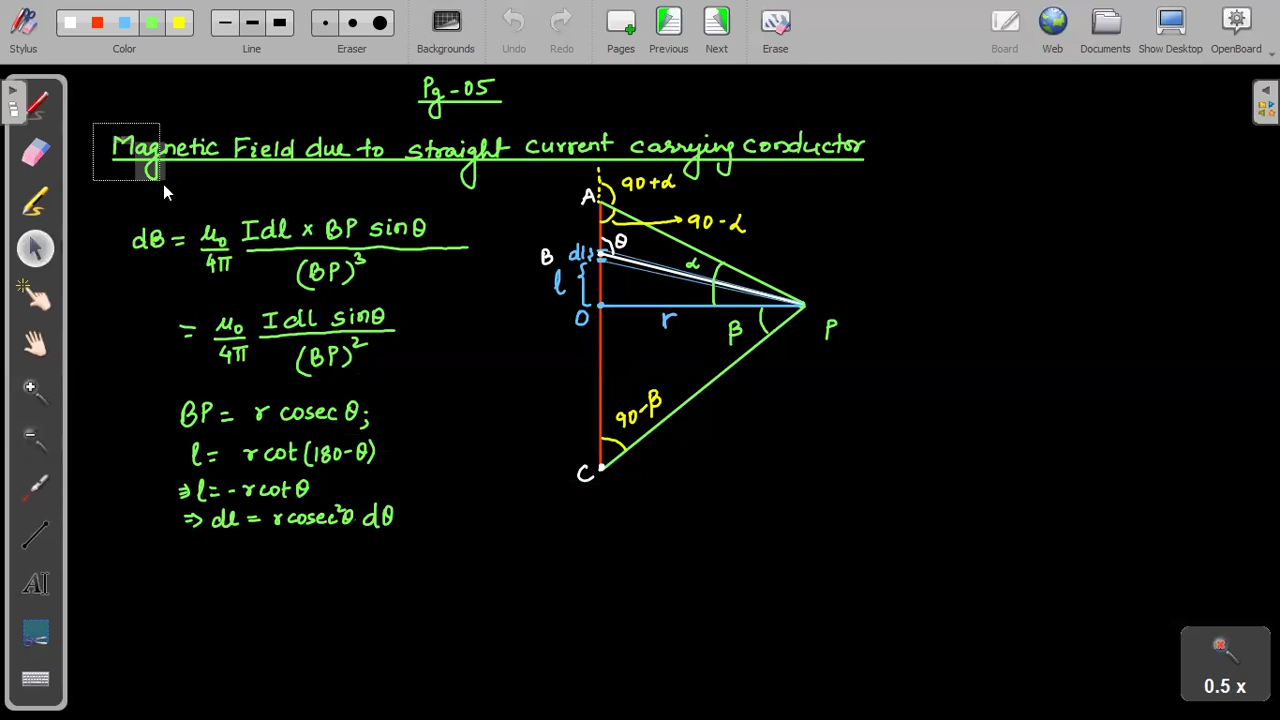 Stylus
Color
Line
Eraser
Backgrounds
Undo
Redo
Pages
Previous
Next
Erase
Board
Web
Documents
Show Desktop
OpenBoard
Pg-05
Magnetic Field due to straight current carrying conductor
dB = μ₀/4π Idl × BP sinθ / (BP)³
= μ₀/4π Idl sinθ / (BP)²
BP = r cosec θ;
l = r cot(180-θ)
⇒ l = -r cot θ
⇒ dl = r cosec²θ dθ
90+α
A
90-α
θ
B
dl
l
α
O
r
β
P
90-β
C
AI
0.5 x